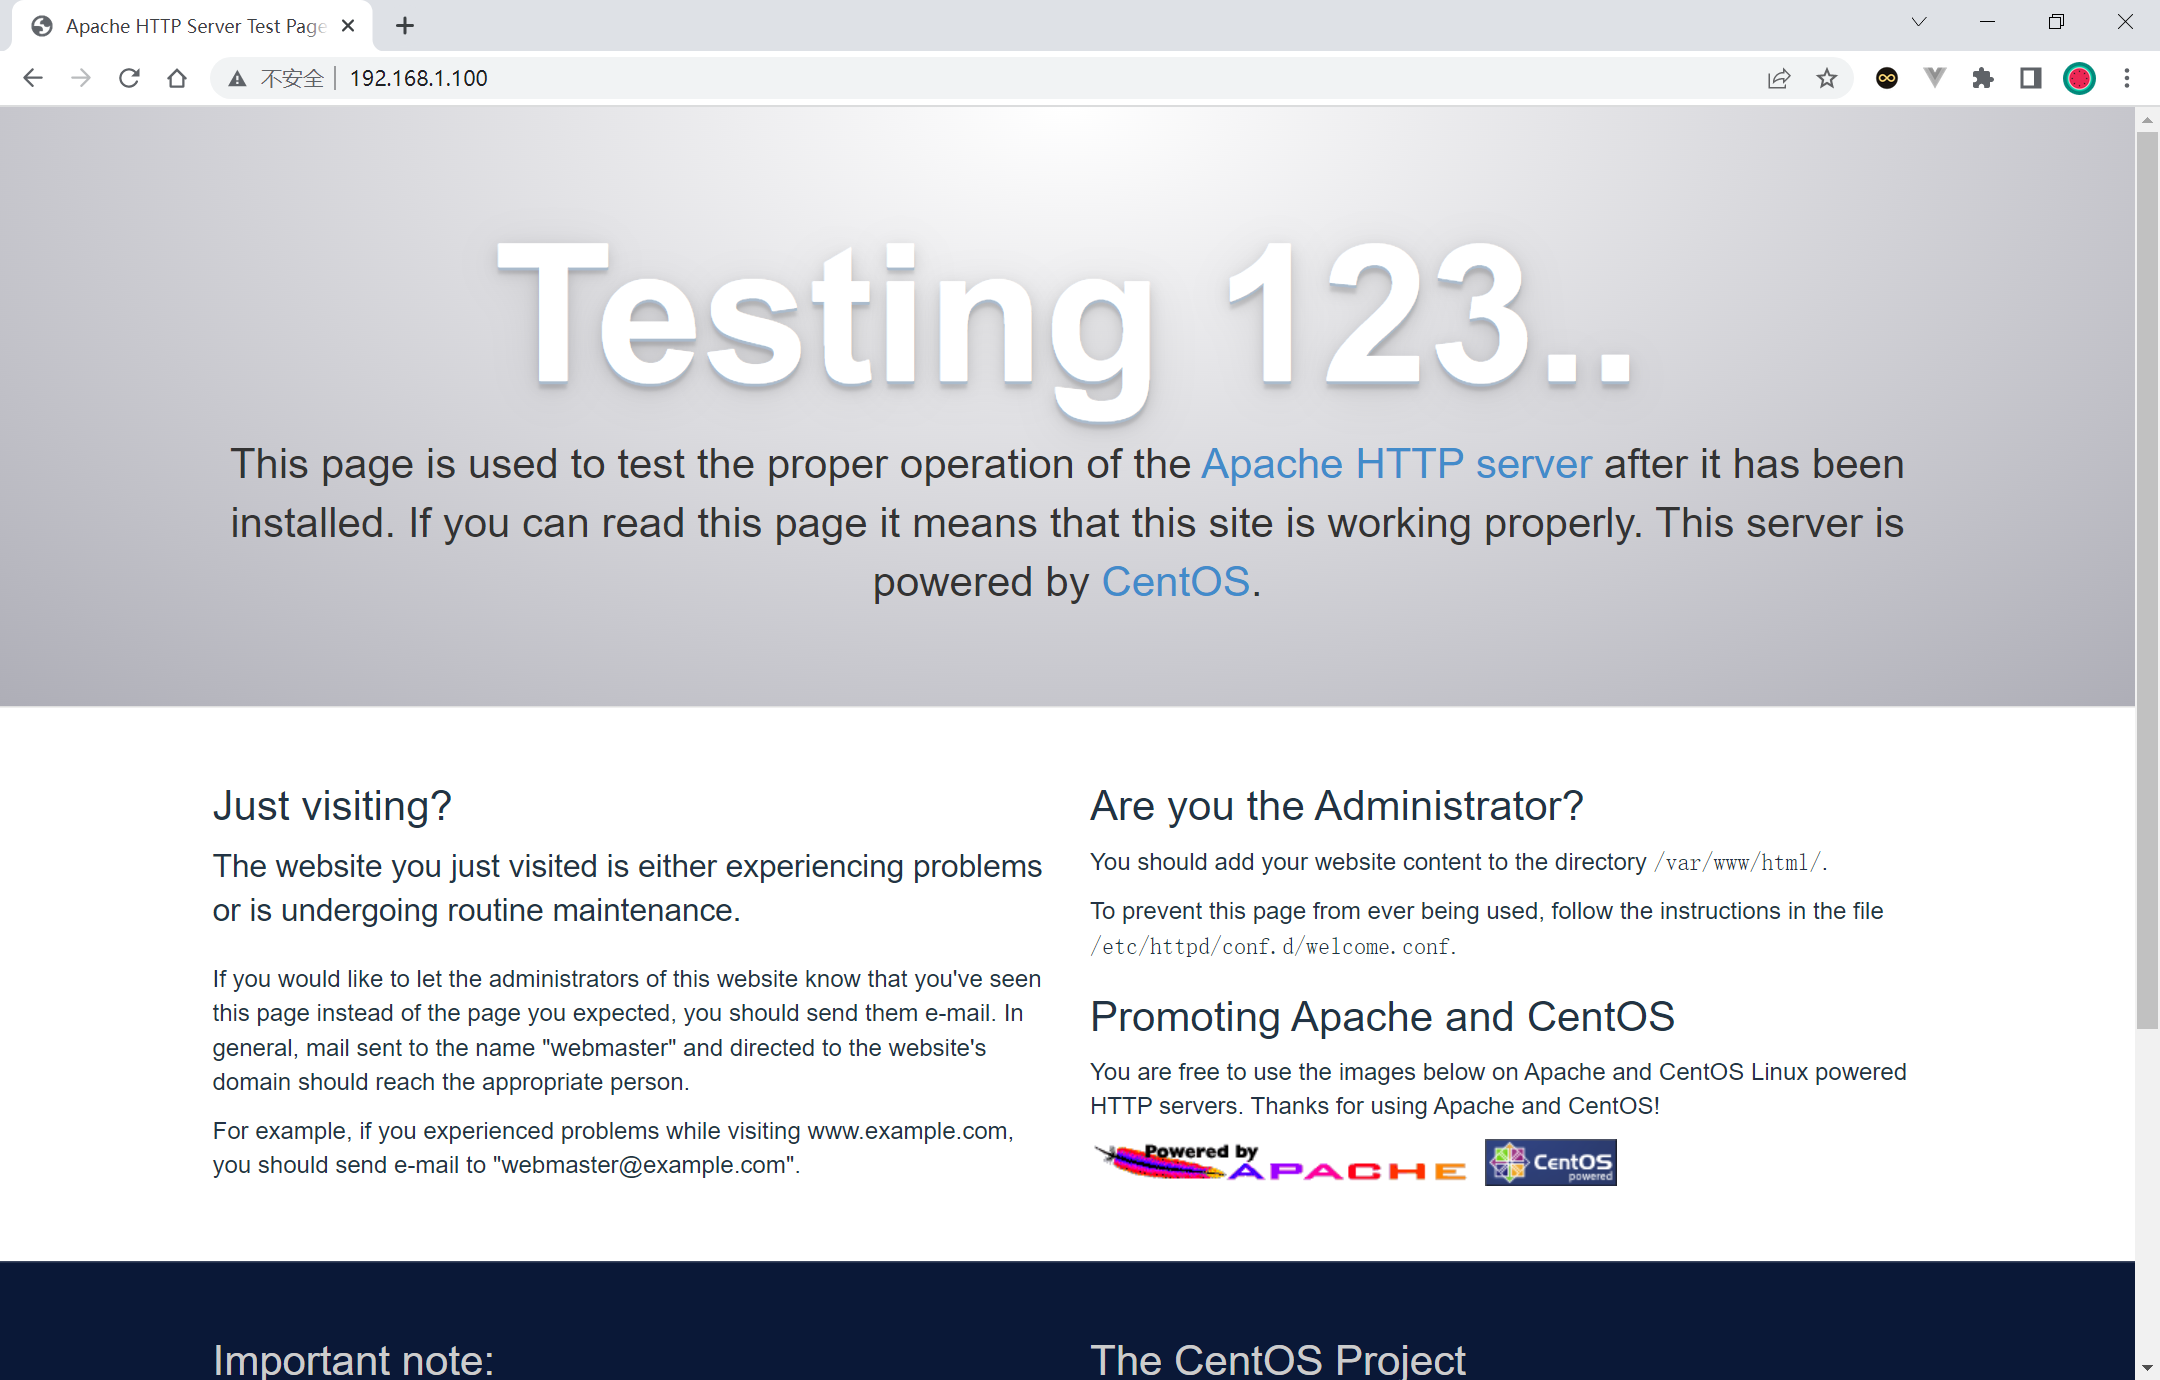 Apache HTTP Server Test Page
不安全 192.168.1.100
Testing 123..
This page is used to test the proper operation of the Apache HTTP server after it has been
installed. If you can read this page it means that this site is working properly. This server is
powered by CentOS.
Just visiting?
The website you just visited is either experiencing problems
or is undergoing routine maintenance.
If you would like to let the administrators of this website know that you've seen
this page instead of the page you expected, you should send them e-mail. In
general, mail sent to the name "webmaster" and directed to the website's
domain should reach the appropriate person.
For example, if you experienced problems while visiting www.example.com,
you should send e-mail to "webmaster@example.com".
Are you the Administrator?
You should add your website content to the directory /var/www/html/.
To prevent this page from ever being used, follow the instructions in the file
/etc/httpd/conf.d/welcome.conf.
Promoting Apache and CentOS
You are free to use the images below on Apache and CentOS Linux powered
HTTP servers. Thanks for using Apache and CentOS!
Powered by
APACHE
CentOS
powered
Important note:
The CentOS Project